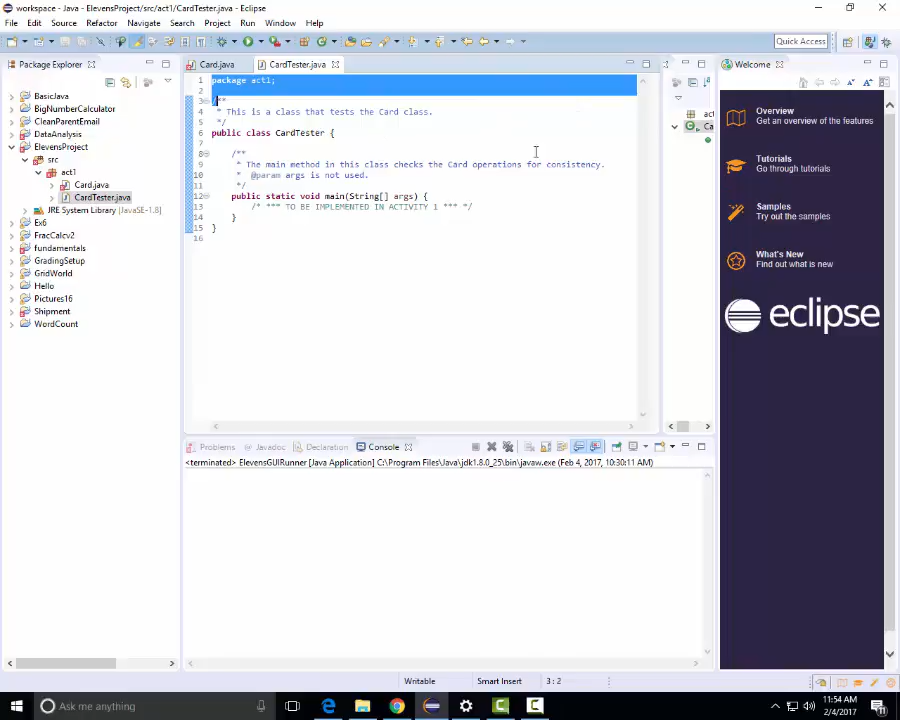 workspace - Java - ElevensProject/src/act1/CardTester.java - Eclipse
File Edit Source Refactor Navigate Search Project Run Window Help
Quick Access
Package Explorer
BasicJava
BigNumberCalculator
CleanParentEmail
DataAnalysis
ElevensProject
src
act1
Card.java
CardTester.java
JRE System Library [JavaSE-1.8]
Ex6
FracCalcv2
fundamentals
GradingSetup
GridWorld
Hello
Pictures16
Shipment
WordCount
Card.java CardTester.java
1 package act1;
2
3 /**
4 * This is a class that tests the Card class.
5 */
6 public class CardTester {
7
8 /**
9 * The main method in this class checks the Card operations for consistency.
10 * @param args is not used.
11 */
12 public static void main(String[] args) {
13 /* *** TO BE IMPLEMENTED IN ACTIVITY 1 *** */
14 }
15 }
16
act
Ca
Welcome
Overview
Get an overview of the features
Tutorials
Go through tutorials
Samples
Try out the samples
What's New
Find out what is new
eclipse
Problems Javadoc Declaration Console
<terminated> ElevensGUIRunner [Java Application] C:\Program Files\Java\jdk1.8.0_25\bin\javaw.exe (Feb 4, 2017, 10:30:11 AM)
Writable Smart Insert 3 : 2
Ask me anything
11:54 AM
2/4/2017